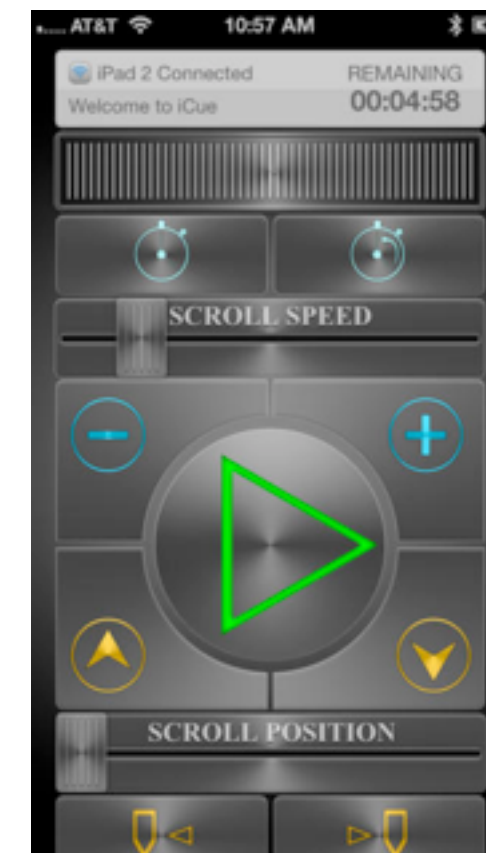 AT&T 10:57 AM
iPad 2 Connected REMAINING
Welcome to iCue 00:04:58
SCROLL SPEED
SCROLL POSITION